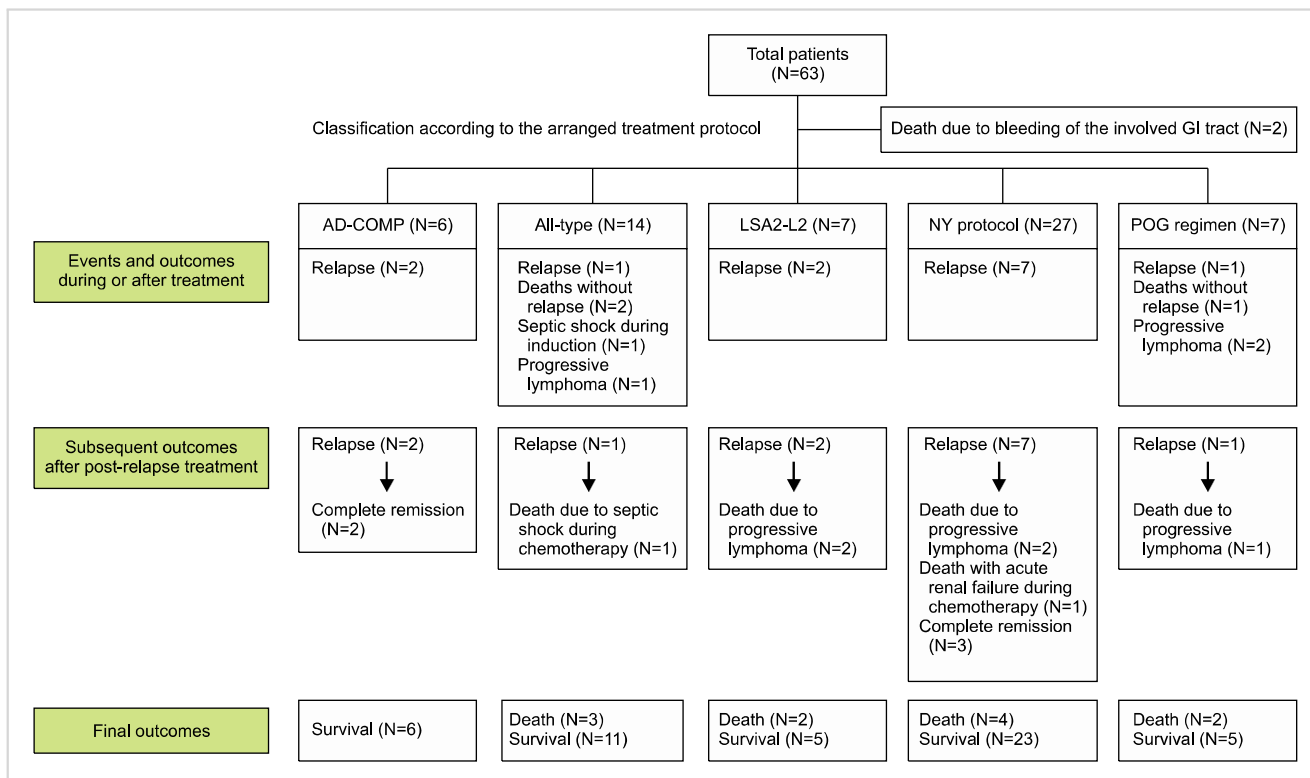 Total patients
(N=63)
Classification according to the arranged treatment protocol
Death due to bleeding of the involved GI tract (N=2)
AD-COMP (N=6)
All-type (N=14)
LSA2-L2 (N=7)
NY protocol (N=27)
POG regimen (N=7)
Events and outcomes
during or after treatment
Relapse (N=2)
Relapse (N=1)
Deaths without
relapse (N=2)
Septic shock during
induction (N=1)
Progressive
lymphoma (N=1)
Relapse (N=2)
Relapse (N=7)
Relapse (N=1)
Deaths without
relapse (N=1)
Progressive
lymphoma (N=2)
Subsequent outcomes
after post-relapse treatment
Relapse (N=2)
Complete remission
(N=2)
Relapse (N=1)
Death due to septic
shock during
chemotherapy (N=1)
Relapse (N=2)
Death due to
progressive
lymphoma (N=2)
Relapse (N=7)
Death due to
progressive
lymphoma (N=2)
Death with acute
renal failure during
chemotherapy (N=1)
Complete remission
(N=3)
Relapse (N=1)
Death due to
progressive
lymphoma (N=1)
Final outcomes
Survival (N=6)
Death (N=3)
Survival (N=11)
Death (N=2)
Survival (N=5)
Death (N=4)
Survival (N=23)
Death (N=2)
Survival (N=5)